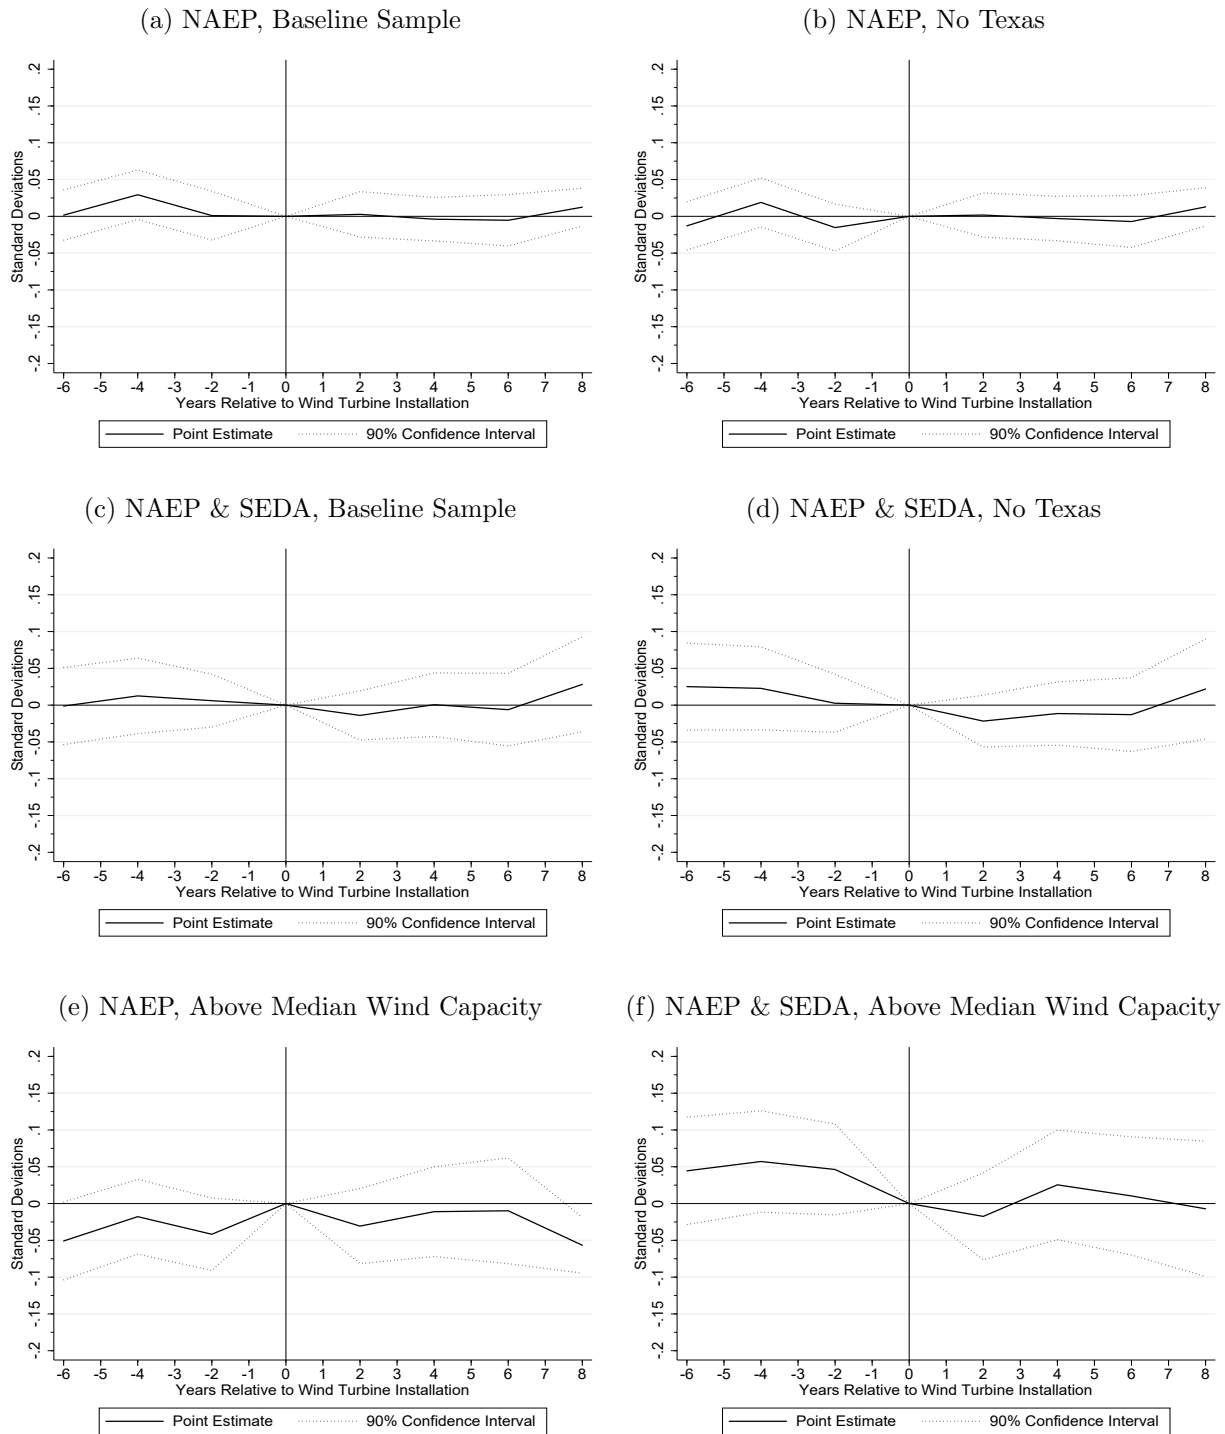 (a) NAEP, Baseline Sample
Standard Deviations
.2
.15
.1
.05
0
-.05
-.1
-.15
-.2
-6 -5 -4 -3 -2 -1 0 1 2 3 4 5 6 7 8
Years Relative to Wind Turbine Installation
Point Estimate 90% Confidence Interval
(b) NAEP, No Texas
Standard Deviations
.2
.15
.1
.05
0
-.05
-.1
-.15
-.2
-6 -5 -4 -3 -2 -1 0 1 2 3 4 5 6 7 8
Years Relative to Wind Turbine Installation
Point Estimate 90% Confidence Interval
(c) NAEP & SEDA, Baseline Sample
Standard Deviations
.2
.15
.1
.05
0
-.05
-.1
-.15
-.2
-6 -5 -4 -3 -2 -1 0 1 2 3 4 5 6 7 8
Years Relative to Wind Turbine Installation
Point Estimate 90% Confidence Interval
(d) NAEP & SEDA, No Texas
Standard Deviations
.2
.15
.1
.05
0
-.05
-.1
-.15
-.2
-6 -5 -4 -3 -2 -1 0 1 2 3 4 5 6 7 8
Years Relative to Wind Turbine Installation
Point Estimate 90% Confidence Interval
(e) NAEP, Above Median Wind Capacity
Standard Deviations
.2
.15
.1
.05
0
-.05
-.1
-.15
-.2
-6 -5 -4 -3 -2 -1 0 1 2 3 4 5 6 7 8
Years Relative to Wind Turbine Installation
Point Estimate 90% Confidence Interval
(f) NAEP & SEDA, Above Median Wind Capacity
Standard Deviations
.2
.15
.1
.05
0
-.05
-.1
-.15
-.2
-6 -5 -4 -3 -2 -1 0 1 2 3 4 5 6 7 8
Years Relative to Wind Turbine Installation
Point Estimate 90% Confidence Interval